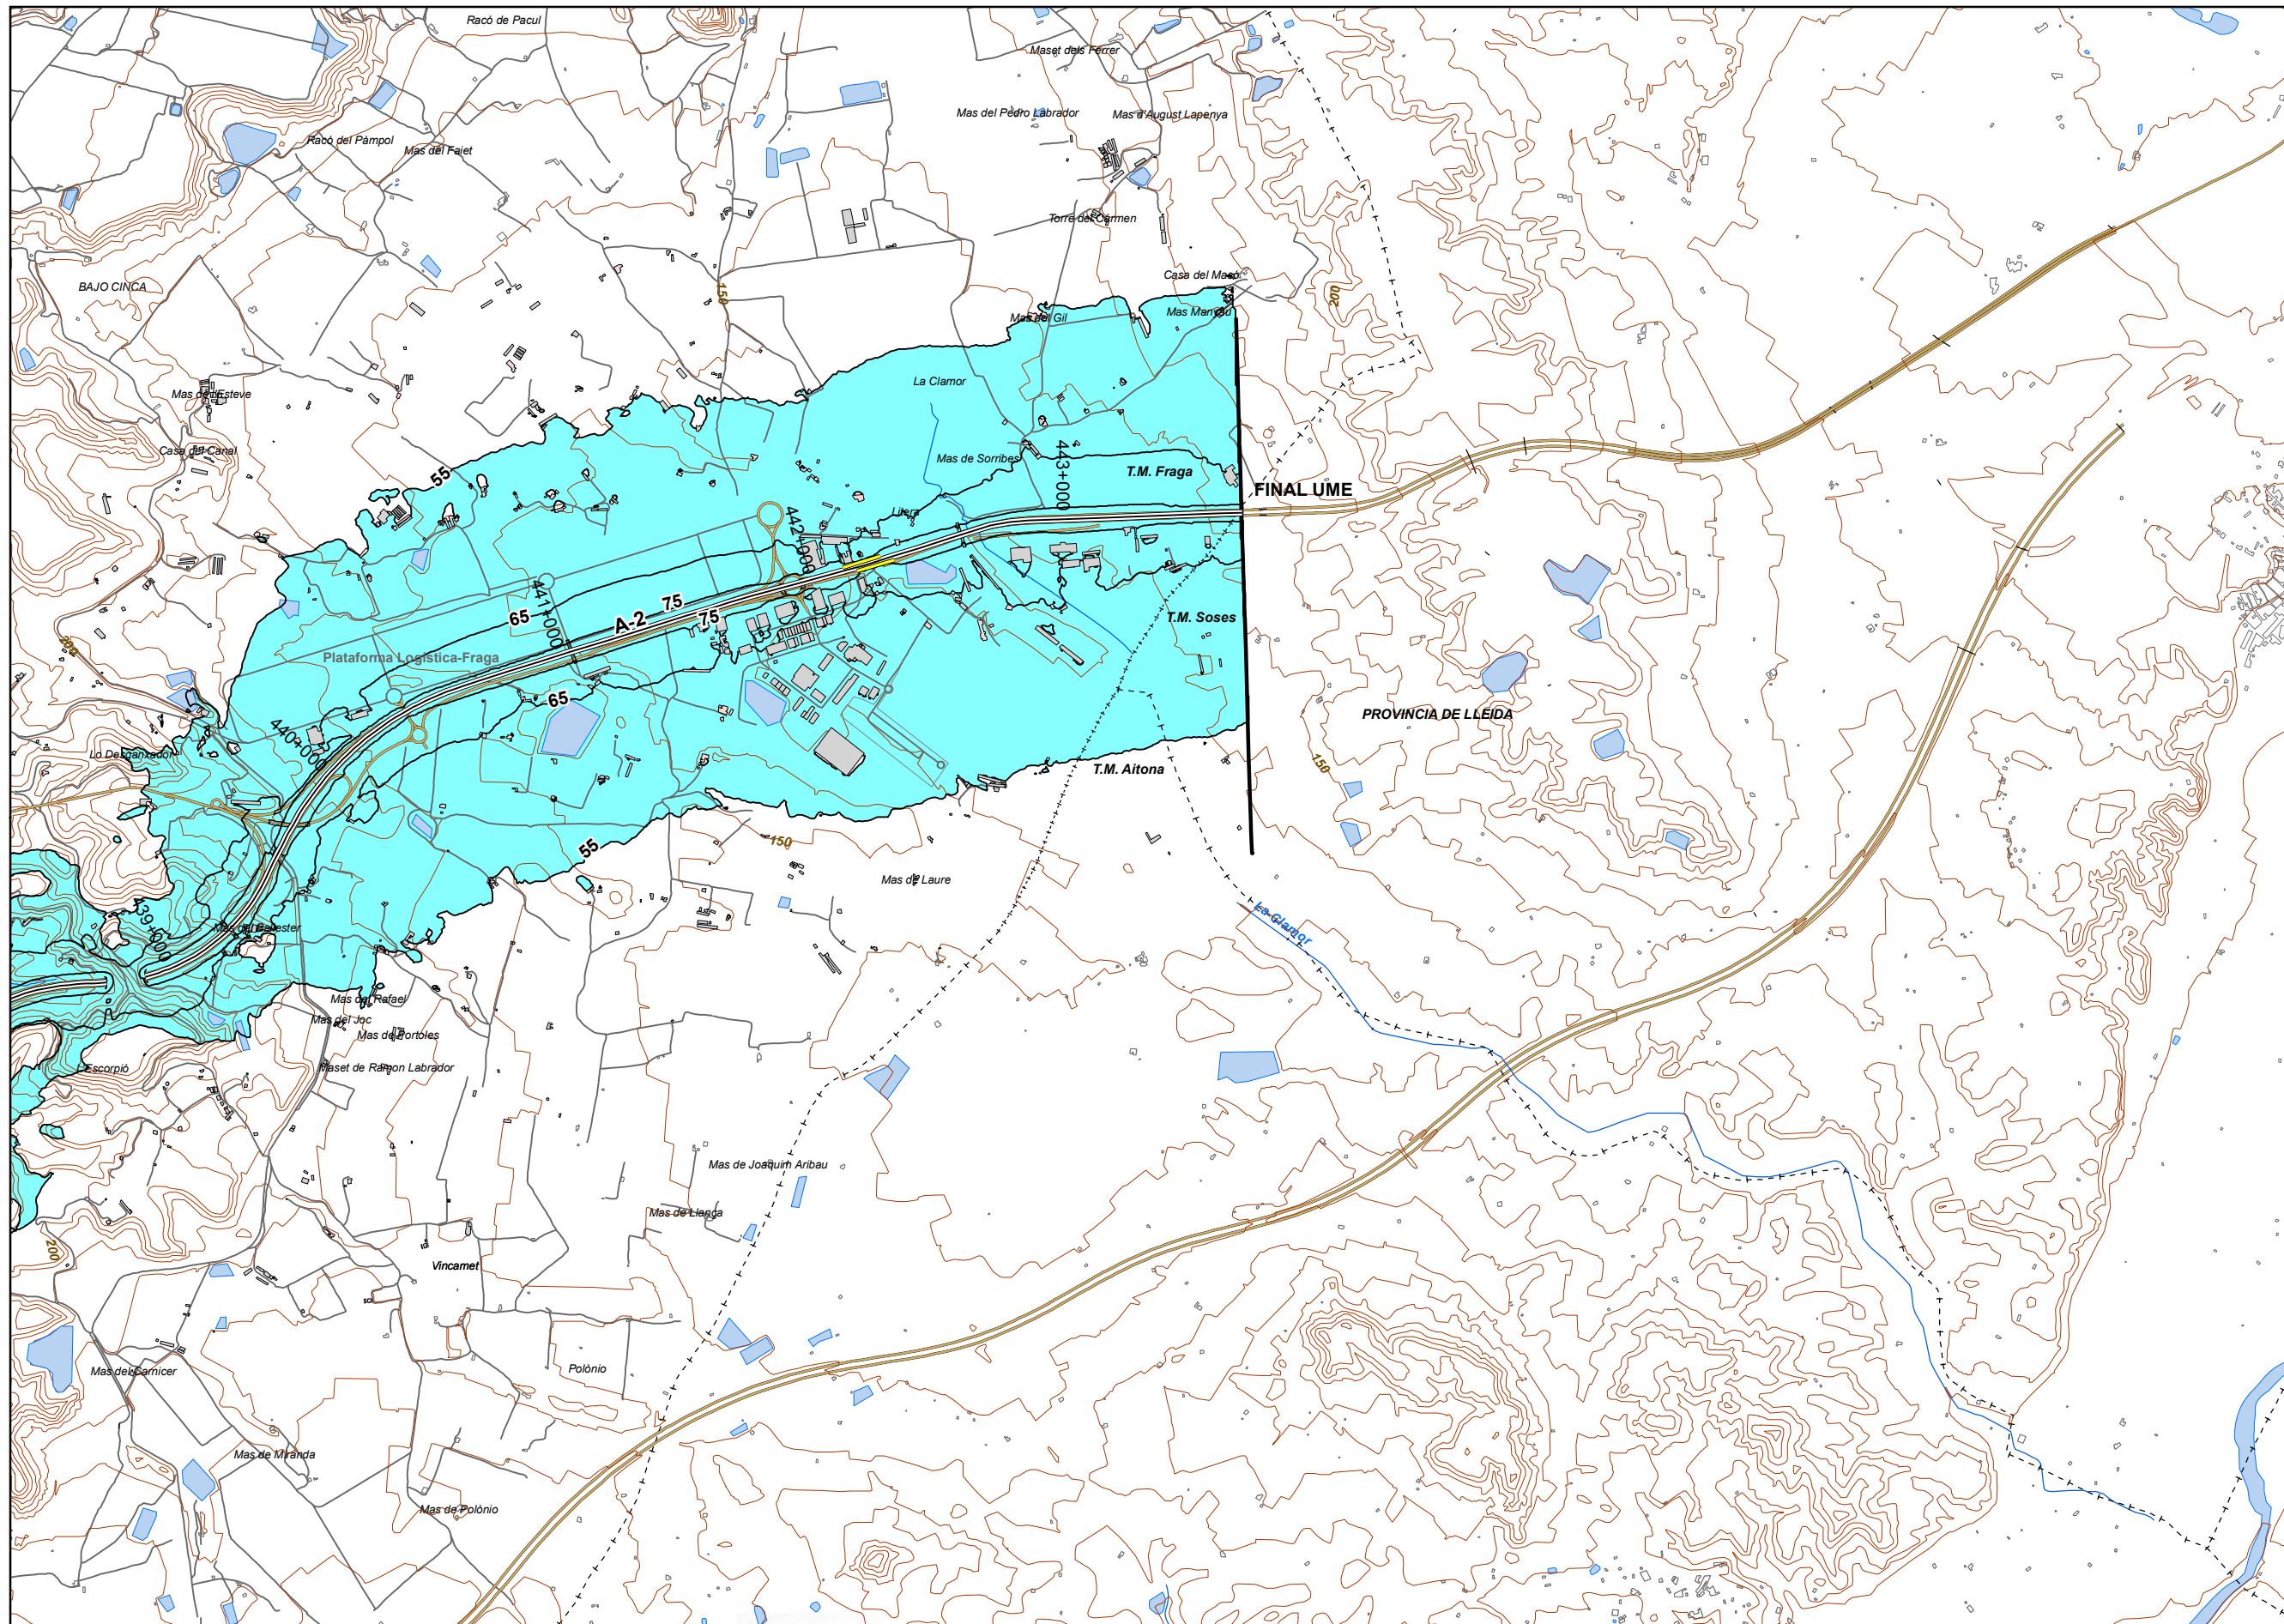 Racó de Pacul
Maset dels Ferrer
Mas del Pedro Labrador
Mas d'August Lapenya
Racó del Pàmpol
Mas del Faiet
Torre del Carmen
Casa del Masó
BAJO CINCA
150
200
Mas del Gil
Mas Manyau
La Clamor
Mas de l'Esteve
Casa del Canal
Mas de Sorribes
443+000
T.M. Fraga
55
FINAL UME
Litera
442+000
441+000
65
A-2
75
75
T.M. Soses
Plataforma Logística-Fraga
200
65
440+000
PROVINCIA DE LLEIDA
Lo Desganxador
T.M. Aitona
150
150
55
Mas de Laure
439+000
Mas del Ballester
La Clamor
Mas del Rafael
Mas del Joc
Mas de Portoles
L'Escorpió
Maset de Ramon Labrador
Mas de Joaquim Aribau
Mas de Llança
200
Vincamet
Mas del Carnicer
Polònio
Mas de Miranda
Mas de Polònio